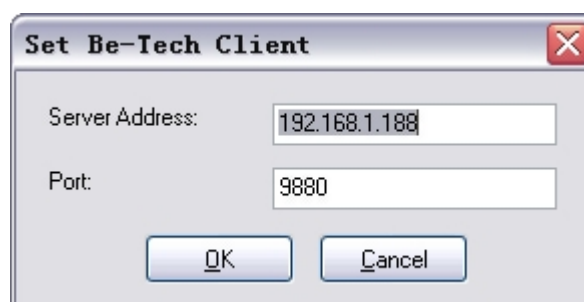 Set Be-Tech Client
Server Address: 192.168.1.188
Port: 9880
OK Cancel